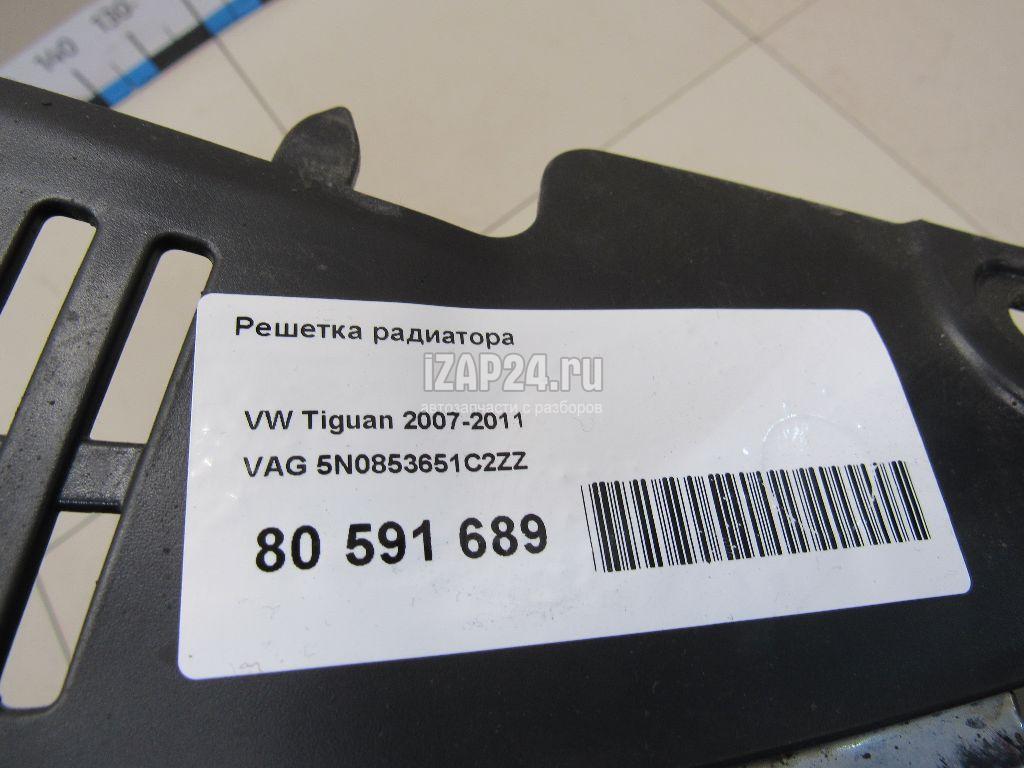 140 130
Решетка радиатора
iZAP24.ru
автозапчасти с разборов
VW Tiguan 2007-2011
VAG 5N0853651C2ZZ
80 591 689